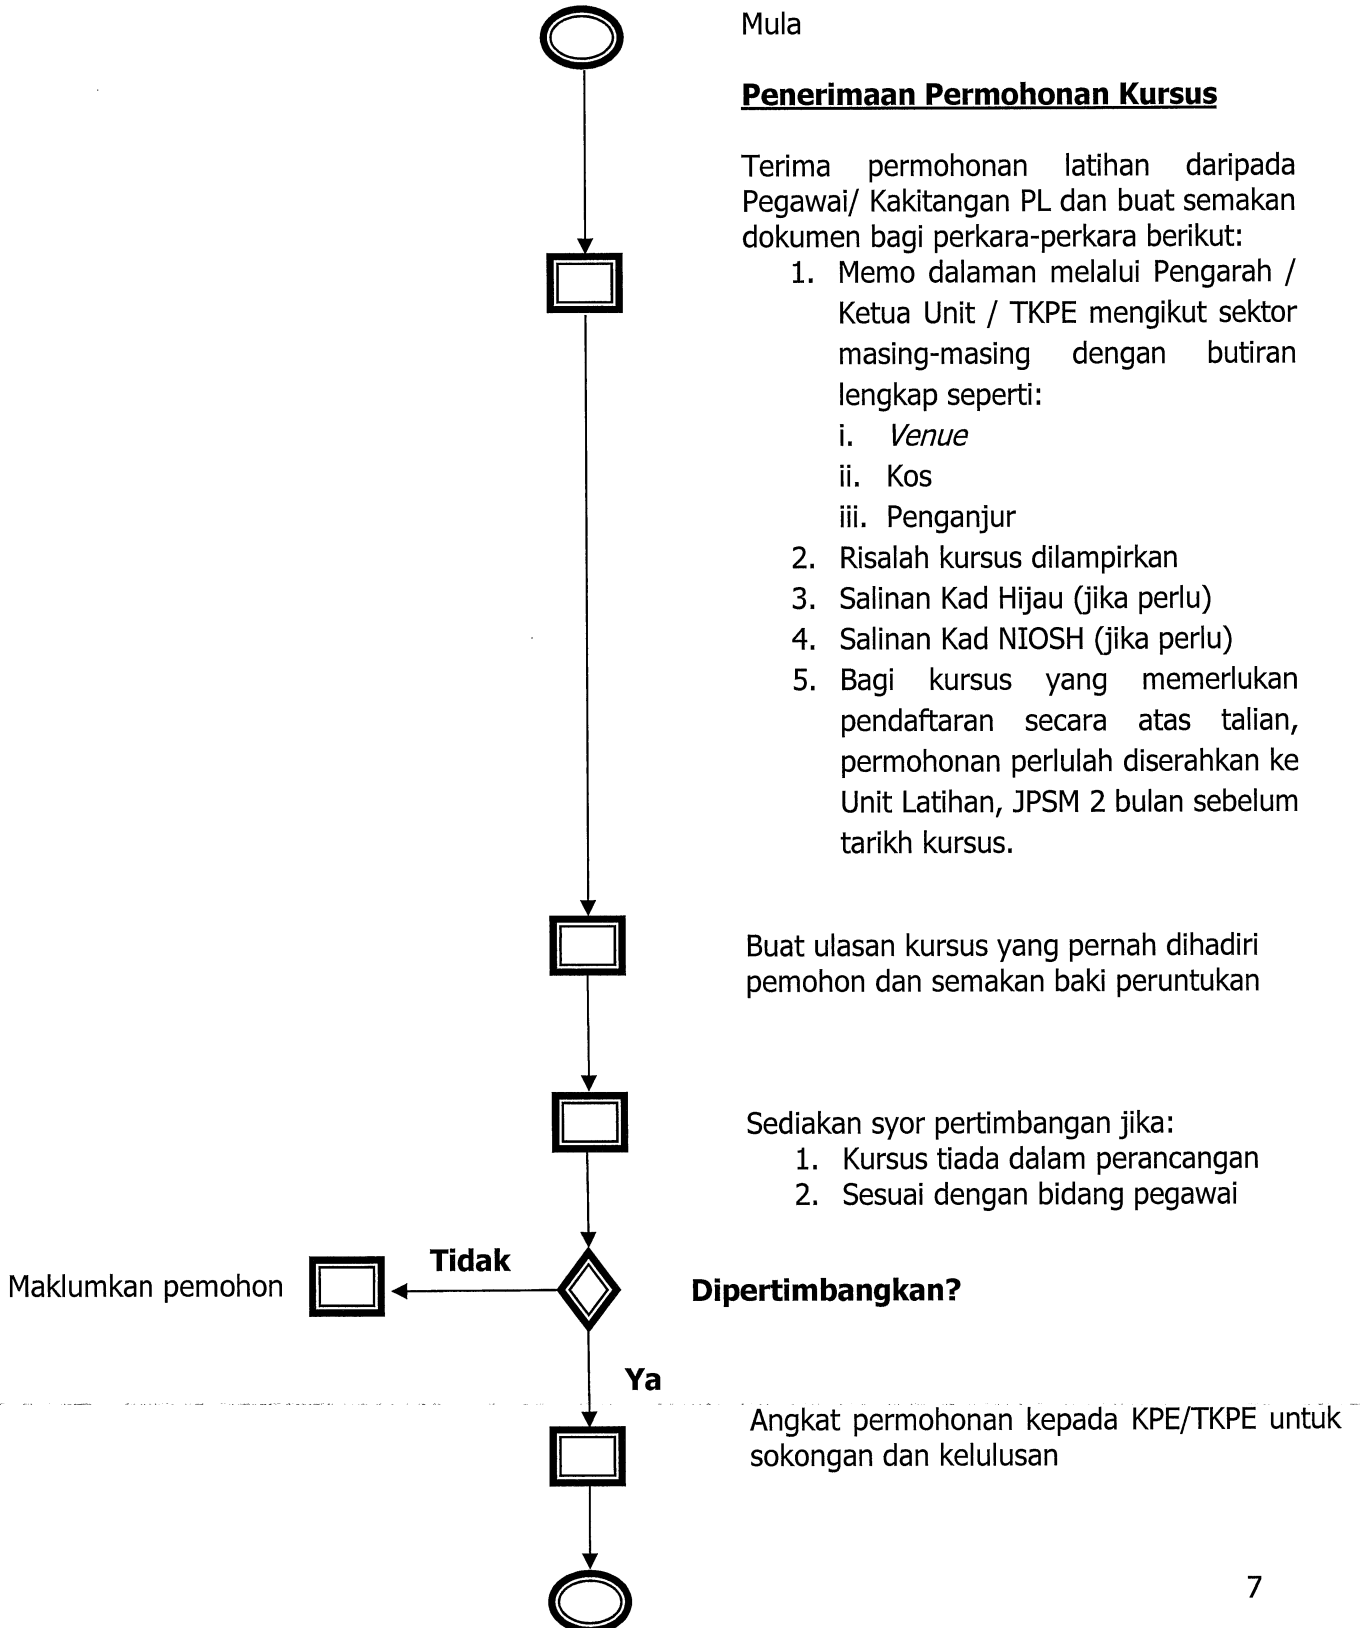 Mula
Penerimaan Permohonan Kursus
Terima permohonan latihan daripada
Pegawai/ Kakitangan PL dan buat semakan
dokumen bagi perkara-perkara berikut:
1. Memo dalaman melalui Pengarah /
Ketua Unit / TKPE mengikut sektor
masing-masing dengan butiran
lengkap seperti:
i. Venue
ii. Kos
iii. Penganjur
2. Risalah kursus dilampirkan
3. Salinan Kad Hijau (jika perlu)
4. Salinan Kad NIOSH (jika perlu)
5. Bagi kursus yang memerlukan
pendaftaran secara atas talian,
permohonan perlulah diserahkan ke
Unit Latihan, JPSM 2 bulan sebelum
tarikh kursus.
Buat ulasan kursus yang pernah dihadiri
pemohon dan semakan baki peruntukan
Sediakan syor pertimbangan jika:
1. Kursus tiada dalam perancangan
2. Sesuai dengan bidang pegawai
Tidak
Maklumkan pemohon
Dipertimbangkan?
Ya
Angkat permohonan kepada KPE/TKPE untuk
sokongan dan kelulusan
7